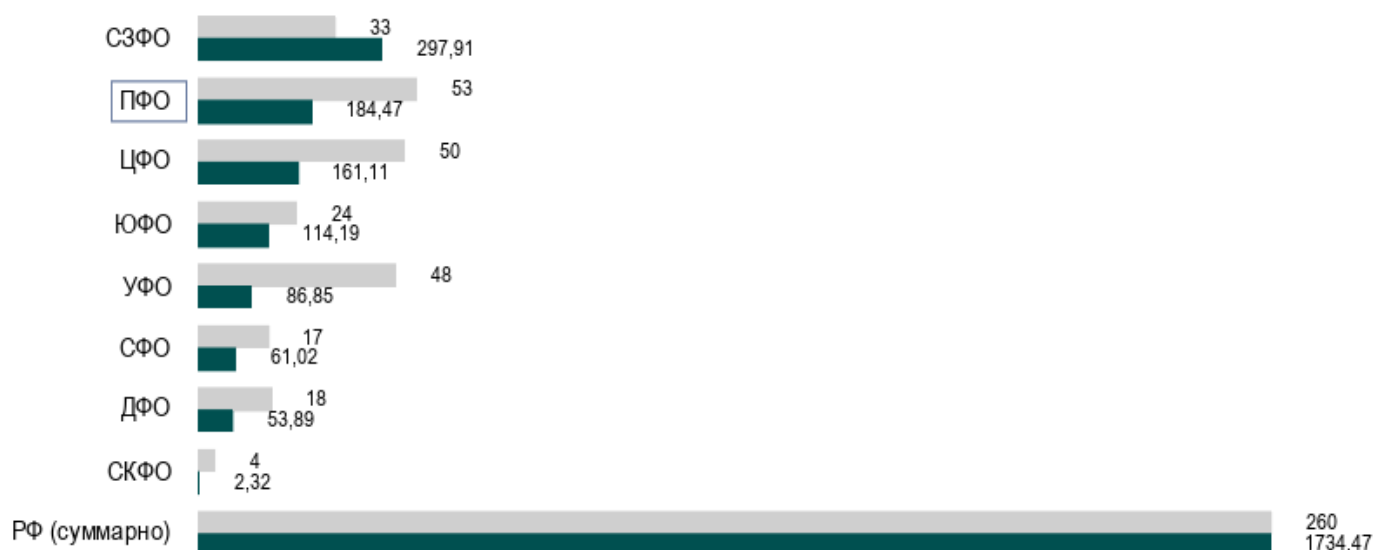 СЗФО
33
297,91
ПФО
53
184,47
ЦФО
50
161,11
ЮФО
24
114,19
УФО
48
86,85
СФО
17
61,02
ДФО
18
53,89
СКФО
4
2,32
РФ (суммарно)
260
1734,47